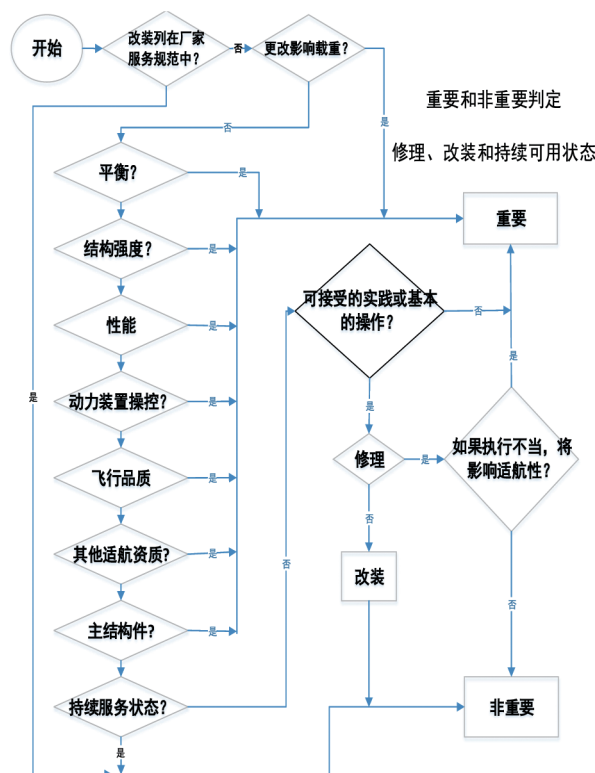 开始
改装列在厂家
服务规范中？
否
更改影响载重？
重要和非重要判定
是
否
修理、改装和持续可用状态
平衡？
是
重要
结构强度？
是
可接受的实践或基本
的操作？
否
性能
是
是
是
动力装置操控？
是
是
如果执行不当，将
影响适航性？
修理
是
飞行品质
是
否
其他适航资质?
是
否
改装
否
主结构件?
是
持续服务状态?
否
非重要
是